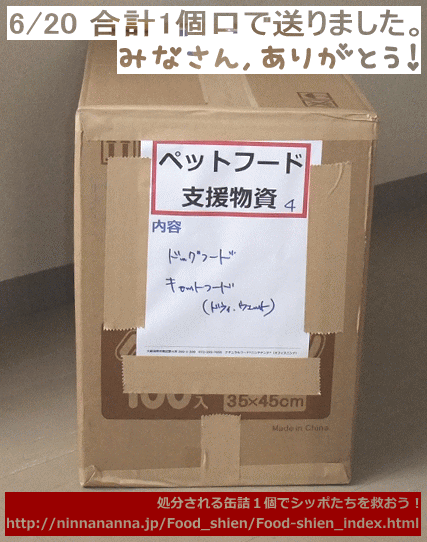 6/20 合計1個口で送りました。
みなさん,ありがとう!
ペットフード
支援物資 4
内容
ドッグフード
キャットフード
(ドライ、ウェット)
100入
35×45cm
Made in China
処分される缶詰1個でシッポたちを救おう!
http://ninnananna.jp/Food_shien/Food-shien_index.html